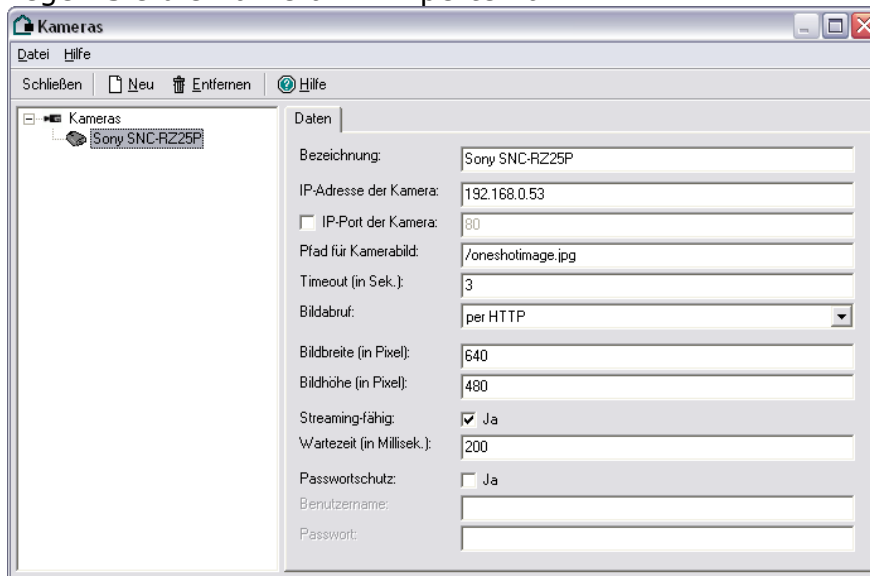 Kameras
Datei Hilfe
Schließen Neu Entfernen Hilfe
Kameras
Sony SNC-RZ25P
Daten
Bezeichnung: Sony SNC-RZ25P
IP-Adresse der Kamera: 192.168.0.53
IP-Port der Kamera: 80
Pfad für Kamerabild: /oneshotimage.jpg
Timeout (in Sek.): 3
Bildabruf: per HTTP
Bildbreite (in Pixel): 640
Bildhöhe (in Pixel): 480
Streaming-fähig: Ja
Wartezeit (in Millisek.): 200
Passwortschutz: Ja
Benutzername:
Passwort: